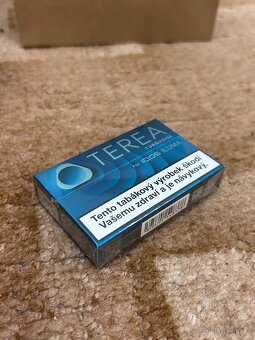 TEREA
TURQUOISE
for IQOS ILUMA
Tento tabákový výrobek škodí
Vašemu zdraví a je návykový.